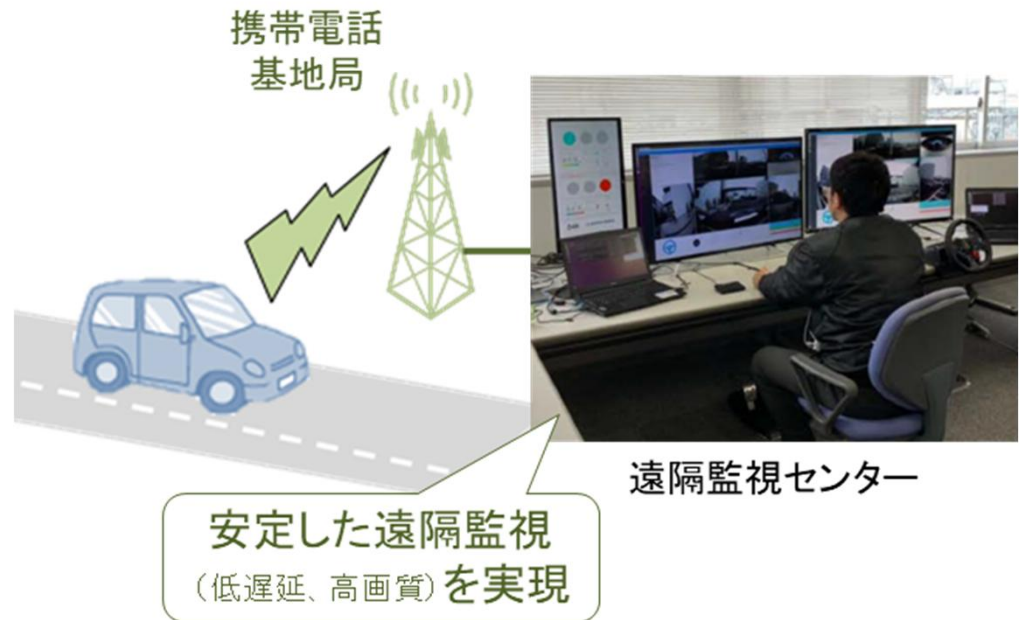 携帯電話
基地局
遠隔監視センター
安定した遠隔監視
(低遅延、高画質)を実現